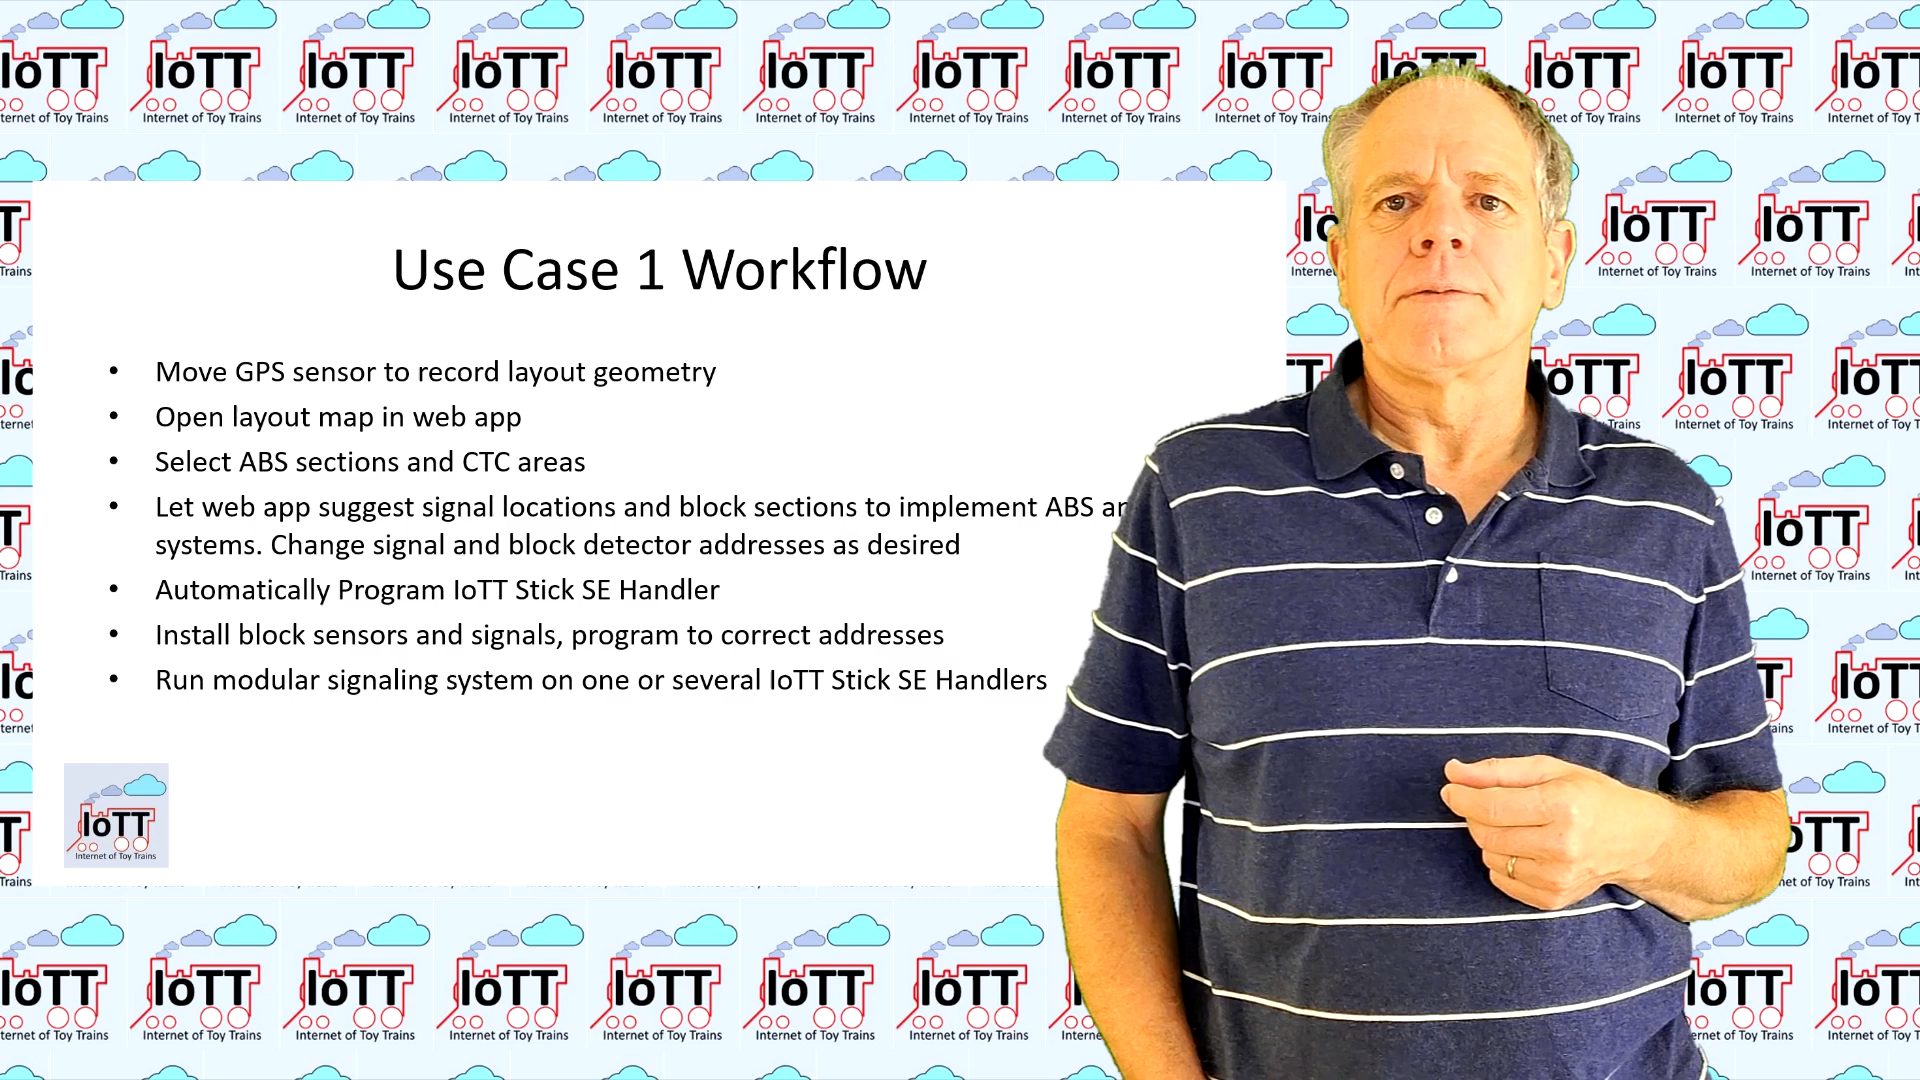 Use Case 1 Workflow
• Move GPS sensor to record layout geometry
• Open layout map in web app
• Select ABS sections and CTC areas
• Let web app suggest signal locations and block sections to implement ABS
systems. Change signal and block detector addresses as desired
• Automatically Program IoTT Stick SE Handler
• Install block sensors and signals, program to correct addresses
• Run modular signaling system on one or several IoTT Stick SE Handlers
IoTT
Internet of Toy Trains